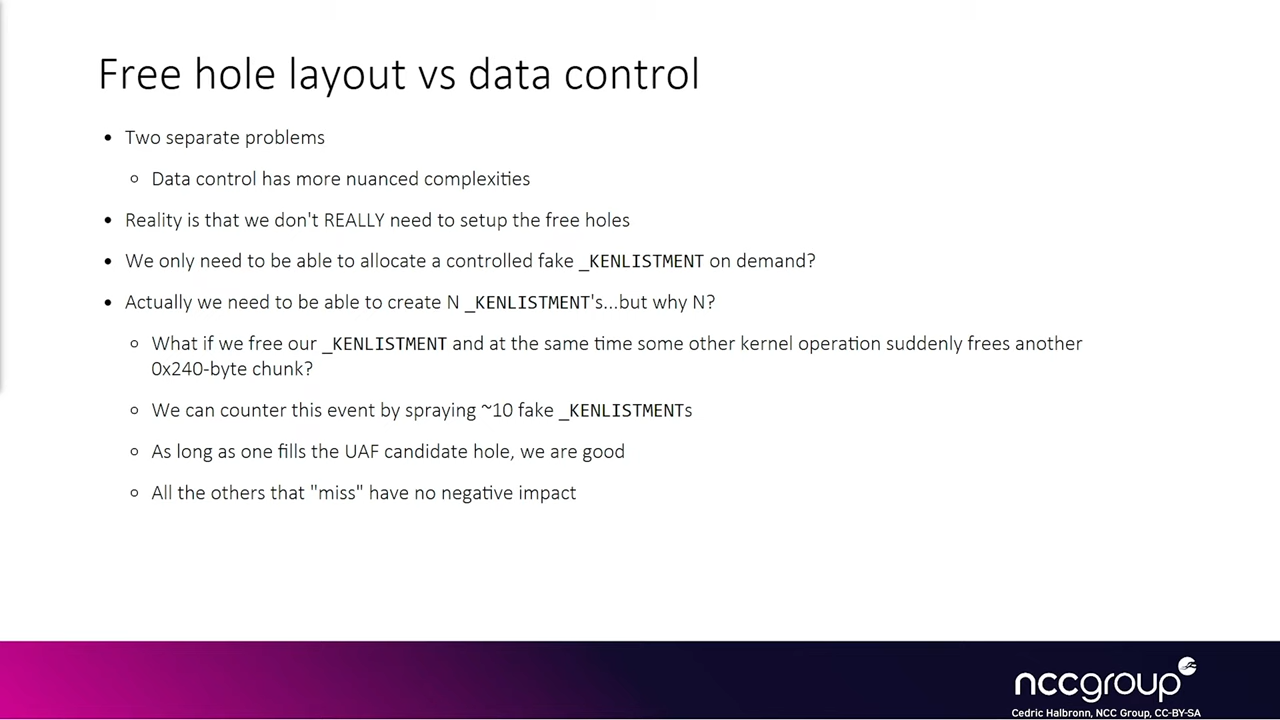 Free hole layout vs data control
• Two separate problems
○ Data control has more nuanced complexities
• Reality is that we don't REALLY need to setup the free holes
• We only need to be able to allocate a controlled fake _KENLISTMENT on demand?
• Actually we need to be able to create N _KENLISTMENT's...but why N?
○ What if we free our _KENLISTMENT and at the same time some other kernel operation suddenly frees another
0x240-byte chunk?
○ We can counter this event by spraying ~10 fake _KENLISTMENTs
○ As long as one fills the UAF candidate hole, we are good
○ All the others that "miss" have no negative impact
nccgroup
Cedric Halbronn, NCC Group, CC-BY-SA